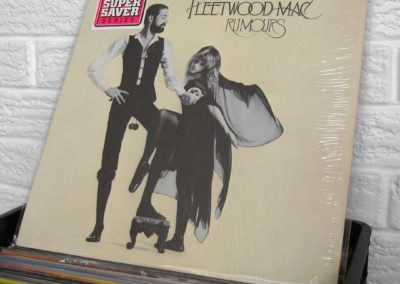 SUPER
SAVER
SERIES
FLEETWOOD MAC
RUMOURS